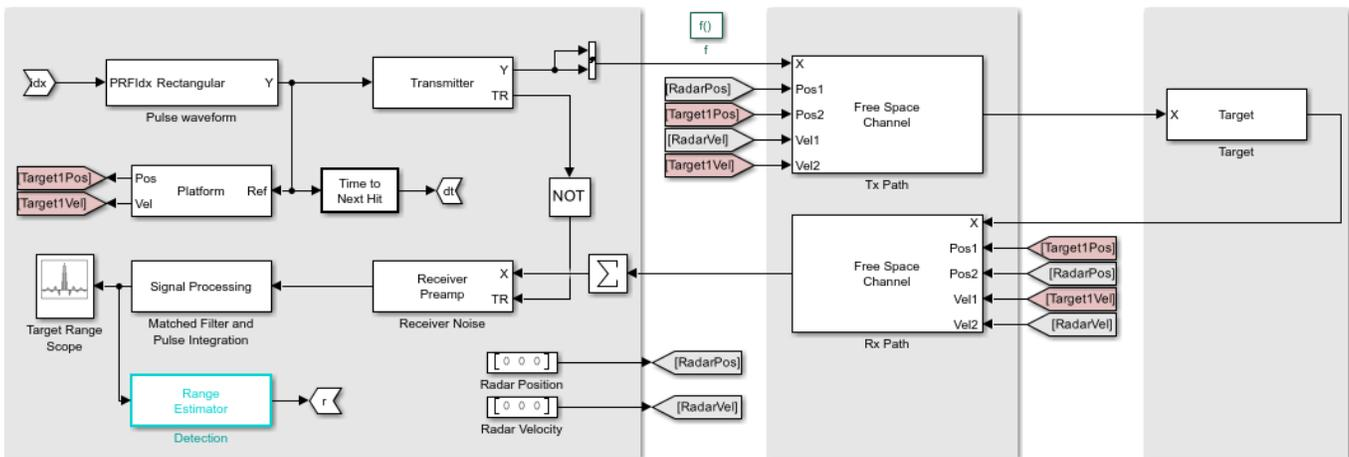 f()
f
idx
PRFIdx Rectangular Y
Pulse waveform
Transmitter
Y
TR
X
Pos1
Pos2
Vel1
Vel2
Free Space
Channel
Tx Path
[RadarPos]
[Target1Pos]
[RadarVel]
[Target1Vel]
X Target
Target
[Target1Pos]
[Target1Vel]
Pos
Vel
Platform
Ref
Time to
Next Hit
dt
NOT
X
Pos1
Pos2
Vel1
Vel2
Free Space
Channel
Rx Path
[Target1Pos]
[RadarPos]
[Target1Vel]
[RadarVel]
Target Range
Scope
Signal Processing
Matched Filter and
Pulse Integration
Receiver
Preamp
X
TR
Receiver Noise
∑
[ 0 0 0 ]
Radar Position
[RadarPos]
[ 0 0 0 ]
Radar Velocity
[RadarVel]
Range
Estimator
Detection
r